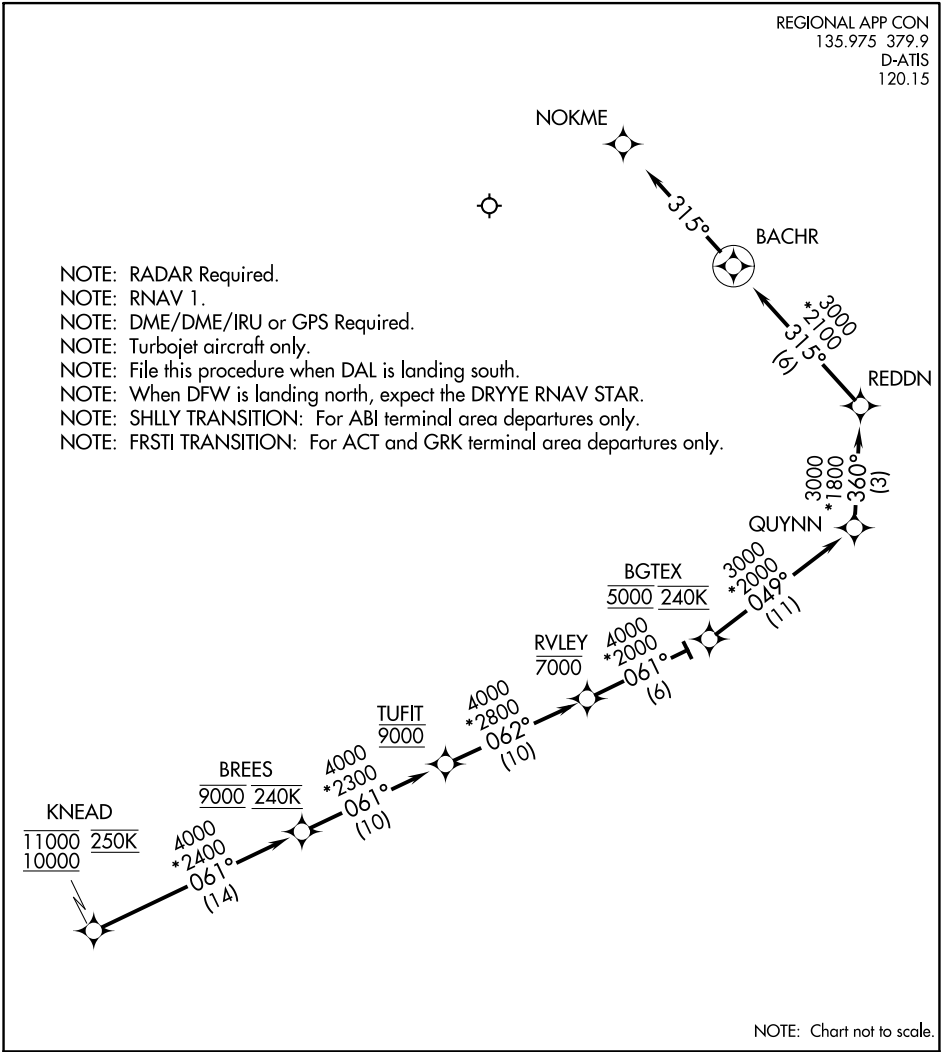 REGIONAL APP CON
135.975 379.9
D-ATIS
120.15
NOKME
315°
BACHR
3000
*2100
315°
(6)
REDDN
NOTE: RADAR Required.
NOTE: RNAV 1.
NOTE: DME/DME/IRU or GPS Required.
NOTE: Turbojet aircraft only.
NOTE: File this procedure when DAL is landing south.
NOTE: When DFW is landing north, expect the DRYYE RNAV STAR.
NOTE: SHLLY TRANSITION: For ABI terminal area departures only.
NOTE: FRSTI TRANSITION: For ACT and GRK terminal area departures only.
3000
*1800
360°
(3)
QUYNN
3000
*2000
049°
(11)
BGTEX
5000 240K
4000
*2000
061°
(6)
RVLEY
7000
4000
*2800
062°
(10)
TUFIT
9000
4000
*2300
061°
(10)
BREES
9000 240K
4000
*2400
061°
(14)
KNEAD
11000 250K
10000
NOTE: Chart not to scale.